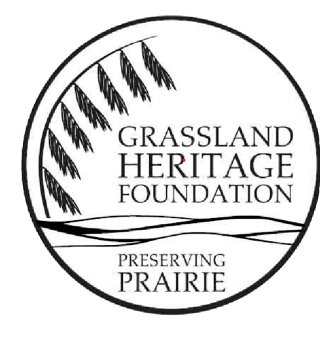 GRASSLAND
HERITAGE
FOUNDATION
PRESERVING
PRAIRIE